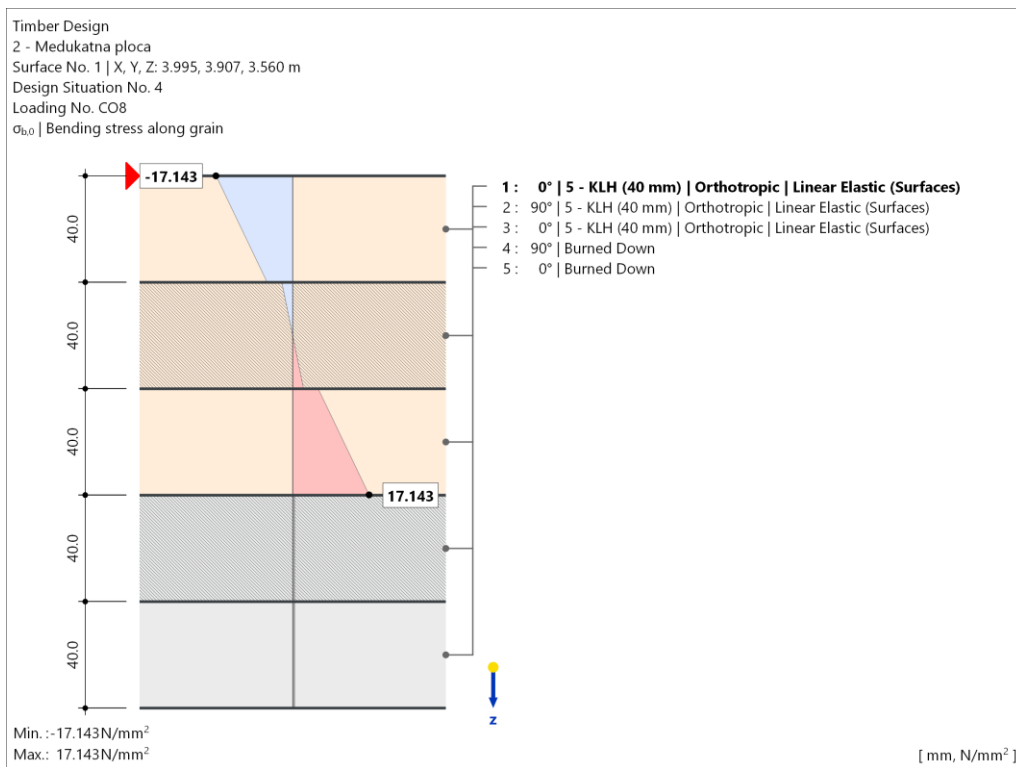 Timber Design
2 - Medukatna ploca
Surface No. 1 | X, Y, Z: 3.995, 3.907, 3.560 m
Design Situation No. 4
Loading No. CO8
σb,0 | Bending stress along grain
-17.143
1 : 0° | 5 - KLH (40 mm) | Orthotropic | Linear Elastic (Surfaces)
2 : 90° | 5 - KLH (40 mm) | Orthotropic | Linear Elastic (Surfaces)
3 : 0° | 5 - KLH (40 mm) | Orthotropic | Linear Elastic (Surfaces)
4 : 90° | Burned Down
5 : 0° | Burned Down
40.0
40.0
40.0
17.143
40.0
40.0
z
Min. :-17.143N/mm²
Max.: 17.143N/mm²
[ mm, N/mm² ]